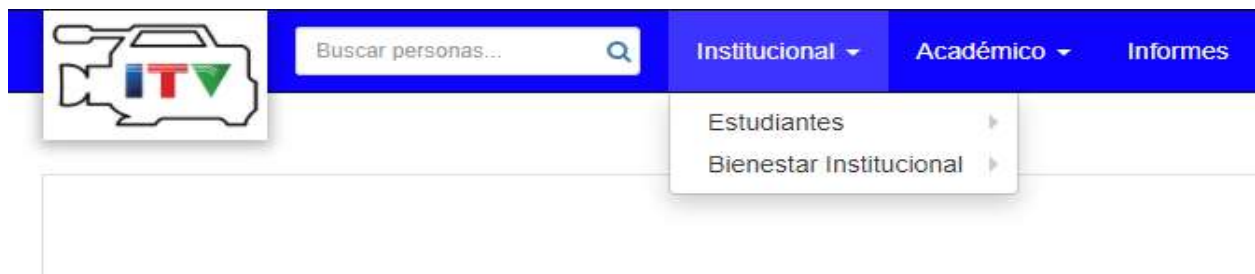 ITV
Buscar personas...
Institucional
Académico
Informes
Estudiantes
Bienestar Institucional